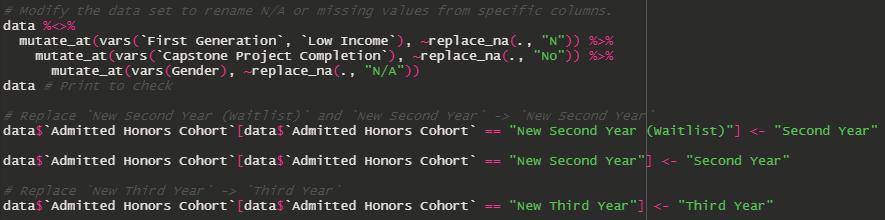 # Modify the data set to rename N/A or missing values from specific columns.
data %<>%
  mutate_at(vars(`First Generation`, `Low Income`), ~replace_na(., "N")) %>%
    mutate_at(vars(`Capstone Project Completion`), ~replace_na(., "No")) %>%
      mutate_at(vars(Gender), ~replace_na(., "N/A"))
data # Print to check
# Replace `New Second Year (Waitlist)` and `New Second Year` -> `New Second Year`
data$`Admitted Honors Cohort`[data$`Admitted Honors Cohort` == "New Second Year (Waitlist)"] <- "Second Year"
data$`Admitted Honors Cohort`[data$`Admitted Honors Cohort` == "New Second Year"] <- "Second Year"
# Replace `New Third Year` -> `Third Year`
data$`Admitted Honors Cohort`[data$`Admitted Honors Cohort` == "New Third Year"] <- "Third Year"